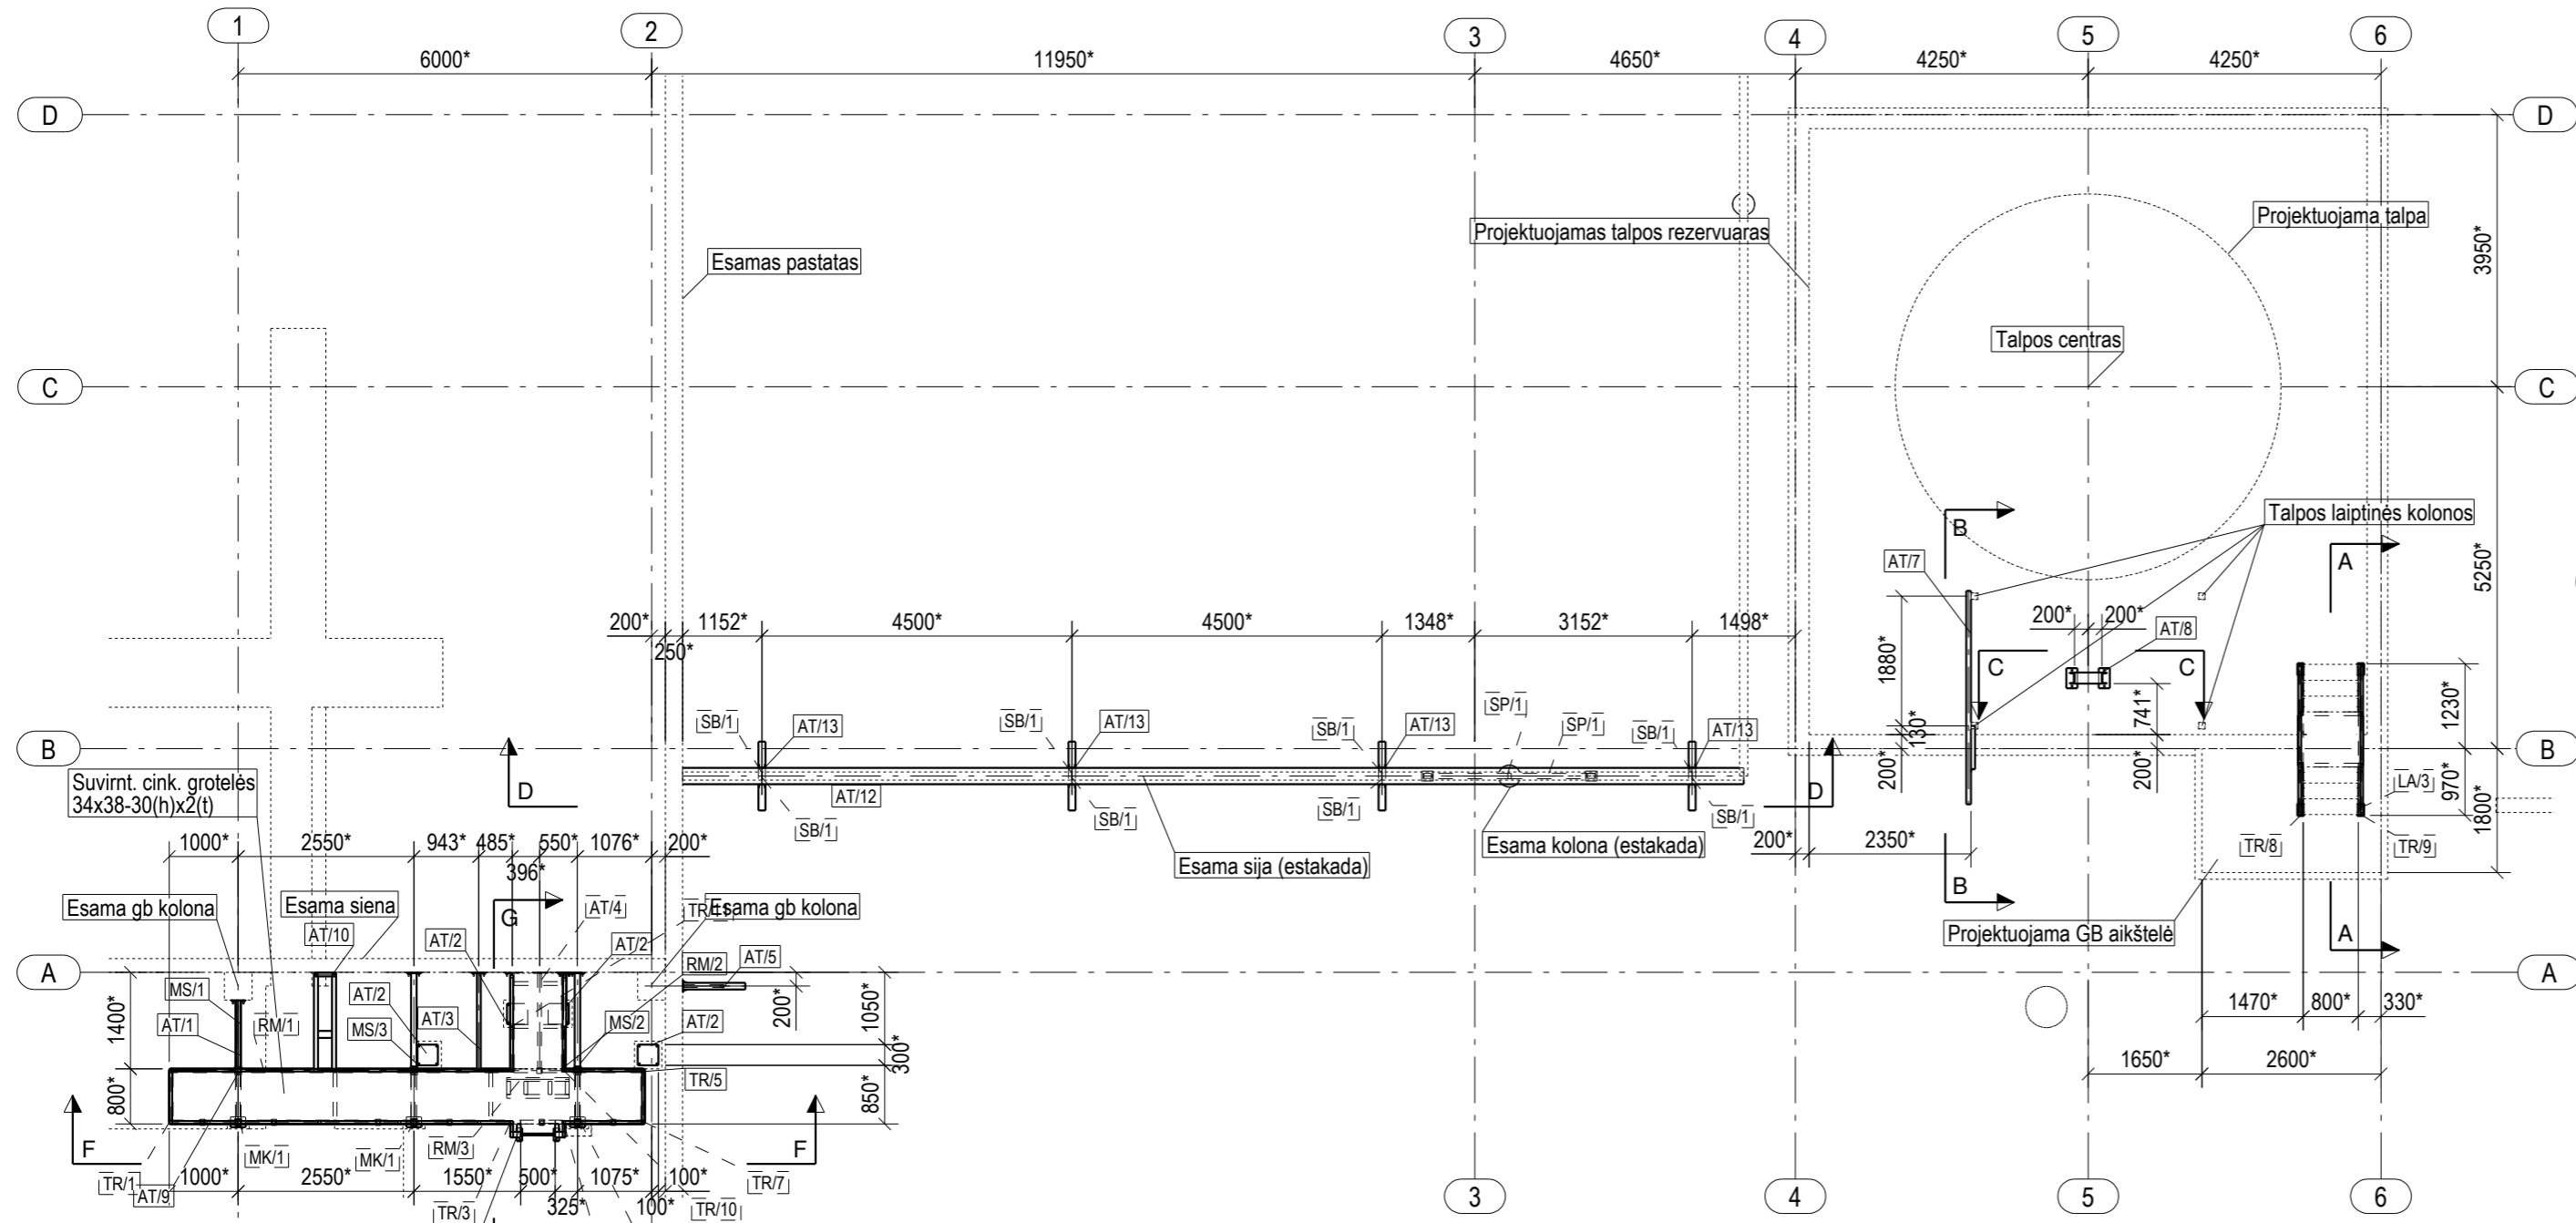 1
2
3
4
5
6
6000*
11950*
4650*
4250*
4250*
D
D
Projektuojama talpa
Projektuojamas talpos rezervuaras
3950*
Esamas pastatas
Talpos centras
C
C
Talpos laiptinės kolonos
B
A
AT/7
5250*
200*
1152*
4500*
4500*
1348*
3152*
1498*
250*
200*
200*
AT/8
1880*
C
C
SB/1
AT/13
SB/1
AT/13
SB/1
AT/13
SP/1
SP/1
SB/1
AT/13
741*
1230*
130*
B
B
200*
200*
Suvirnt. cink. grotelės
34x38-30(h)x2(t)
D
AT/12
D
LA/3
970*
1800*
SB/1
SB/1
SB/1
SB/1
1000*
2550*
943*
485*
550*
1076*
200*
Esama sija (estakada)
Esama kolona (estakada)
200*
2350*
TR/8
TR/9
396*
B
Esama gb kolona
Esama siena
G
AT/4
TR/11
Esama gb kolona
Projektuojama GB aikštelė
A
AT/10
AT/2
AT/2
A
RM/2
AT/5
A
MS/1
AT/2
1400*
AT/1
RM/1
MS/3
AT/3
MS/2
AT/2
200*
1050*
300*
1470*
800*
330*
TR/5
1650*
2600*
800*
850*
F
MK/1
MK/1
RM/3
F
TR/1
AT/9
1000*
2550*
1550*
500*
1075*
100*
TR/7
TR/3
325*
100*
TR/10
3
4
5
6